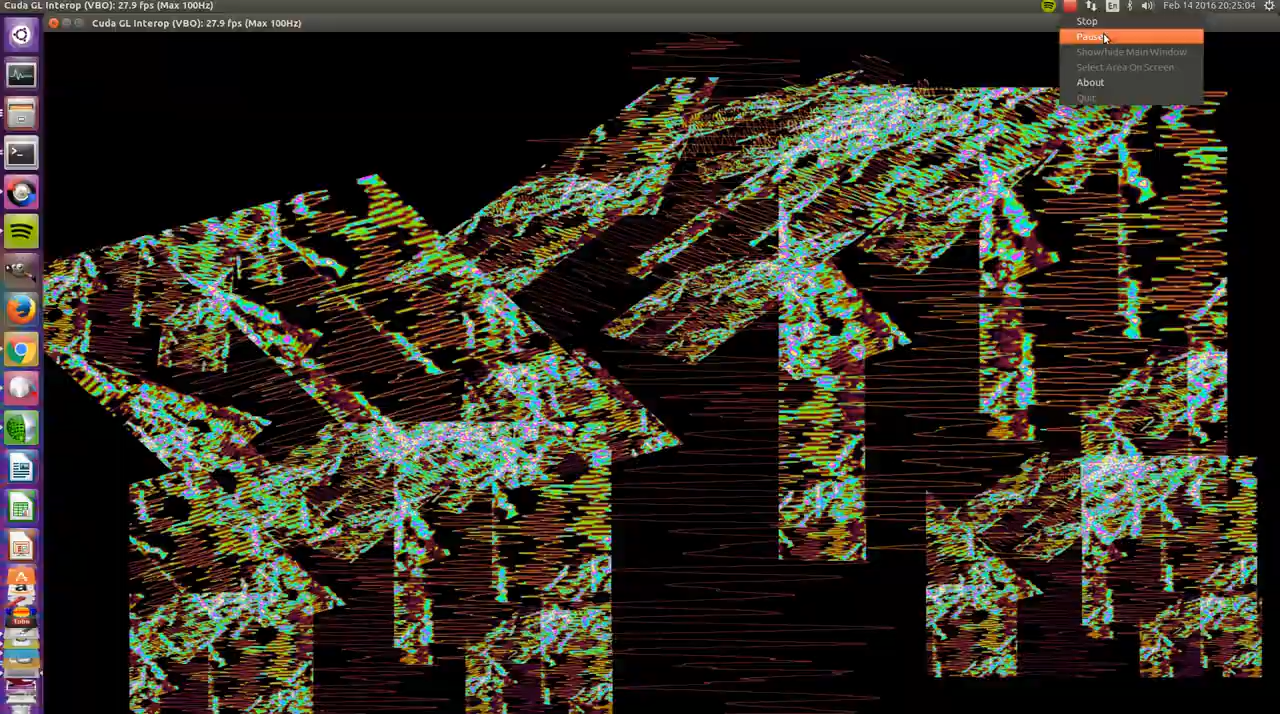 Cuda GL Interop (VBO): 27.9 fps (Max 100Hz)
En
Feb 14 2016 20:25:04
Cuda GL Interop (VBO): 27.9 fps (Max 100Hz)
Stop
Pause
Show/hide Main Window
Select Area On Screen
About
Quit